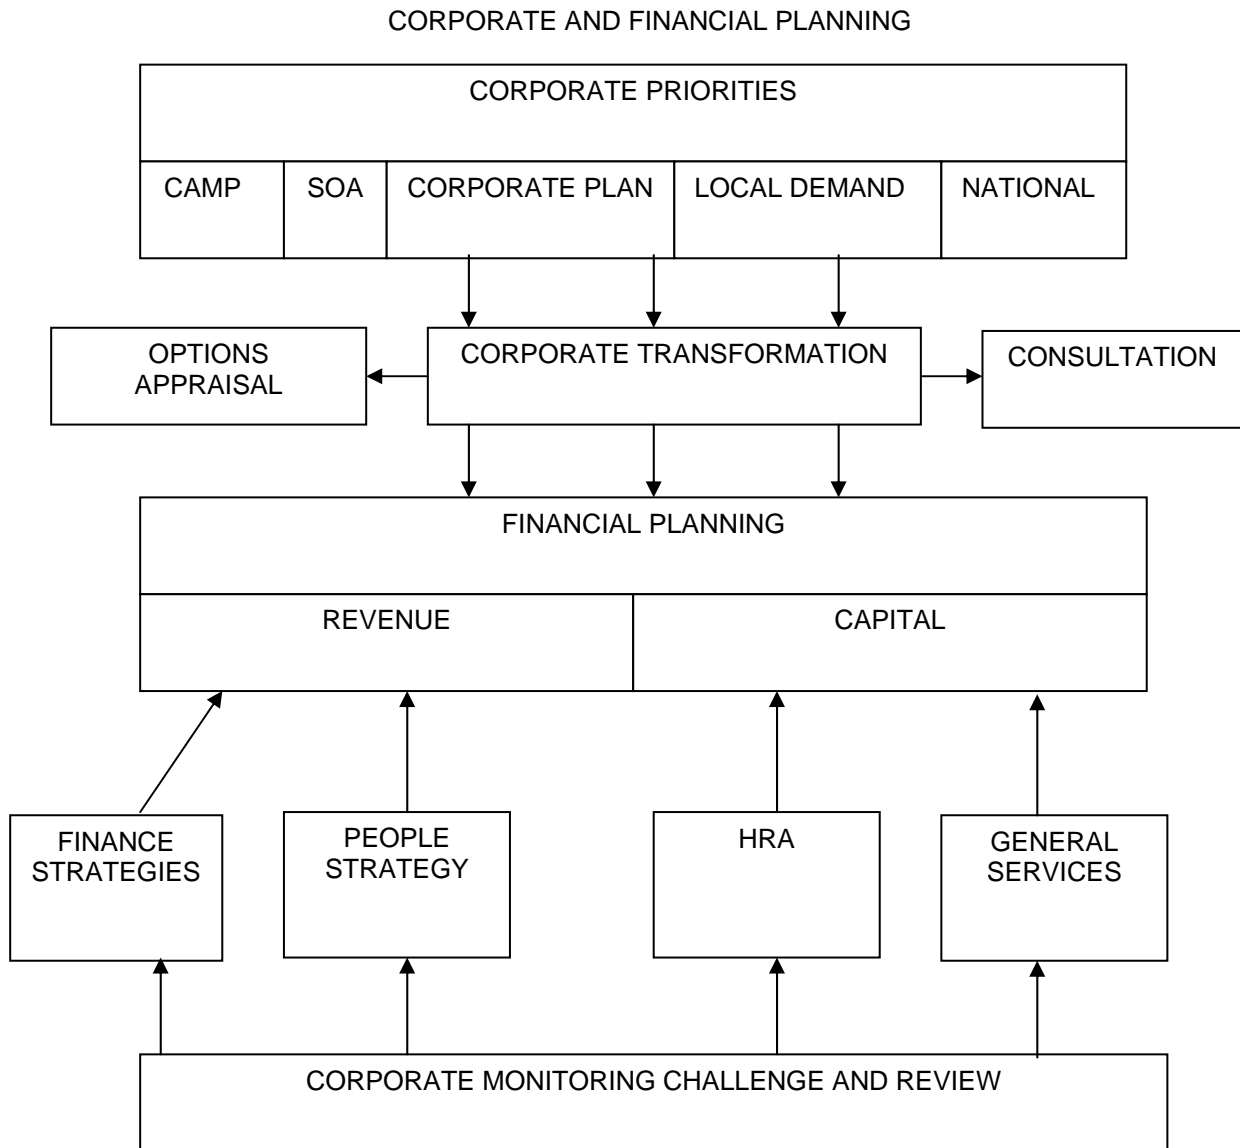 CORPORATE AND FINANCIAL PLANNING
CORPORATE PRIORITIES
CAMP
SOA
CORPORATE PLAN
LOCAL DEMAND
NATIONAL
OPTIONS
APPRAISAL
CORPORATE TRANSFORMATION
CONSULTATION
FINANCIAL PLANNING
REVENUE
CAPITAL
FINANCE
STRATEGIES
PEOPLE
STRATEGY
HRA
GENERAL
SERVICES
CORPORATE MONITORING CHALLENGE AND REVIEW